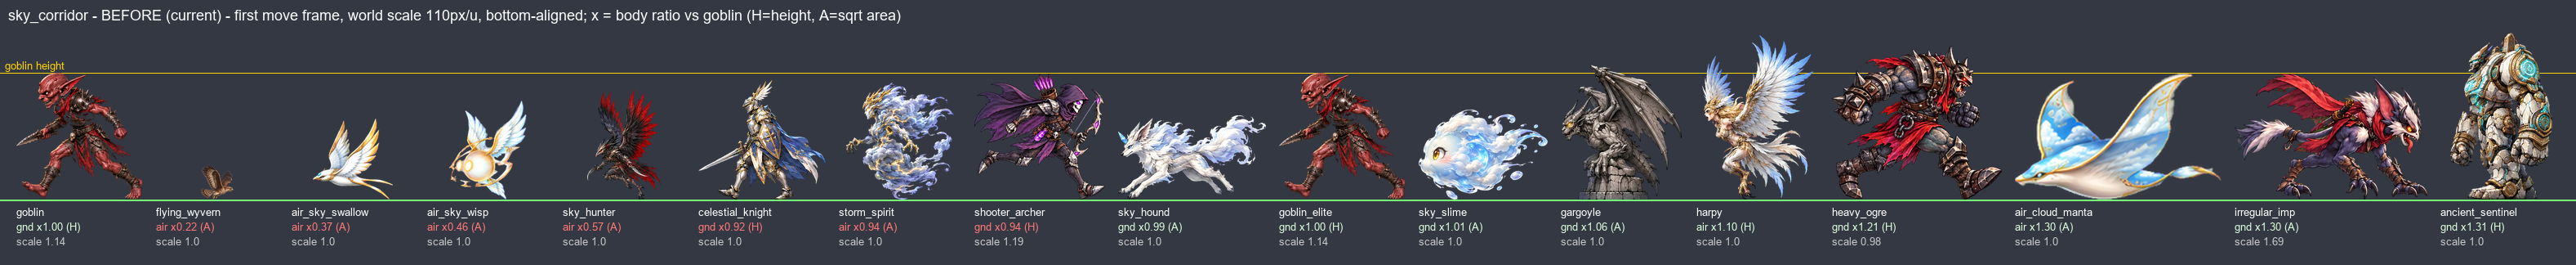 sky_corridor - BEFORE (current) - first move frame, world scale 110px/u, bottom-aligned; x = body ratio vs goblin (H=height, A=sqrt area)
goblin height
goblin
gnd x1.00 (H)
scale 1.14
flying_wyvern
air x0.22 (A)
scale 1.0
air_sky_swallow
air x0.37 (A)
scale 1.0
air_sky_wisp
air x0.46 (A)
scale 1.0
sky_hunter
air x0.57 (A)
scale 1.0
celestial_knight
gnd x0.92 (H)
scale 1.0
storm_spirit
air x0.94 (A)
scale 1.0
shooter_archer
gnd x0.94 (H)
scale 1.19
sky_hound
gnd x0.99 (A)
scale 1.0
goblin_elite
gnd x1.00 (H)
scale 1.14
sky_slime
gnd x1.01 (A)
scale 1.0
gargoyle
gnd x1.06 (A)
scale 1.0
harpy
air x1.10 (H)
scale 1.0
heavy_ogre
gnd x1.21 (H)
scale 0.98
air_cloud_manta
air x1.30 (A)
scale 1.0
irregular_imp
gnd x1.30 (A)
scale 1.69
ancient_sentinel
gnd x1.31 (H)
scale 1.0